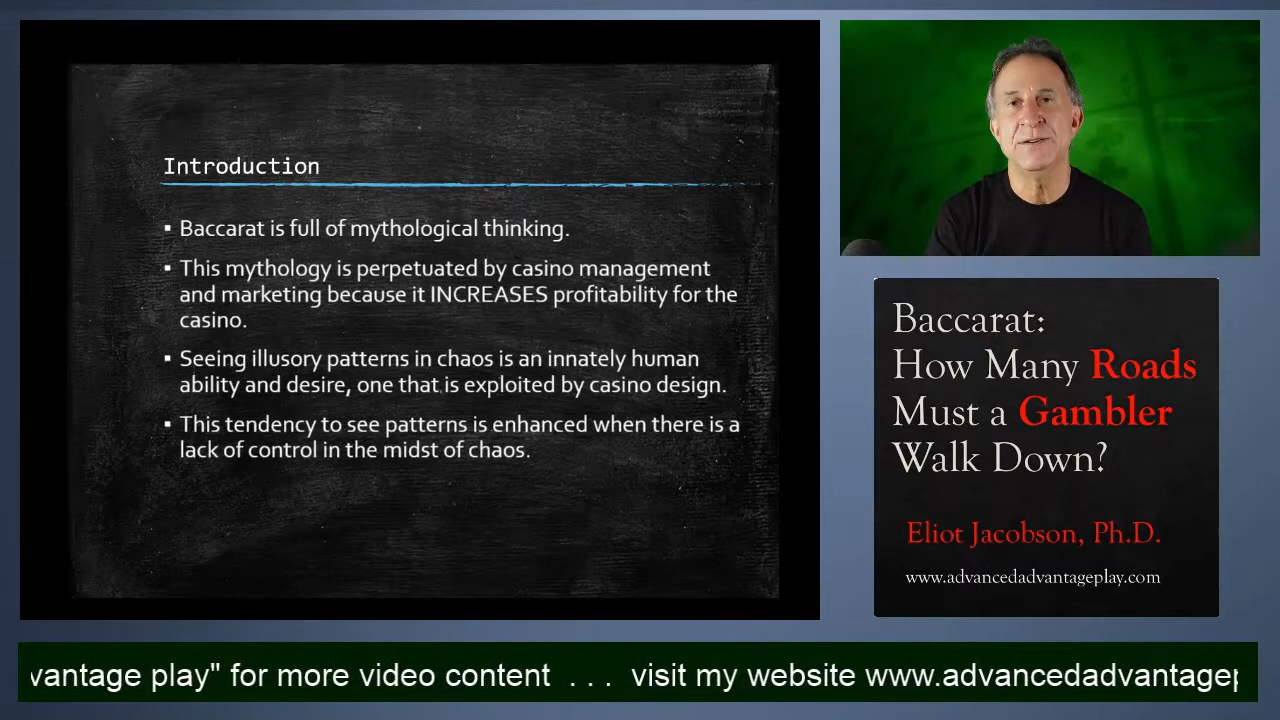 Introduction
▪ Baccarat is full of mythological thinking.
▪ This mythology is perpetuated by casino management
and marketing because it INCREASES profitability for the
casino.
▪ Seeing illusory patterns in chaos is an innately human
ability and desire, one that is exploited by casino design.
▪ This tendency to see patterns is enhanced when there is a
lack of control in the midst of chaos.
Baccarat:
How Many Roads
Must a Gambler
Walk Down?
Eliot Jacobson, Ph.D.
www.advancedadvantageplay.com
vantage play" for more video content . . . visit my website www.advancedadvantagep